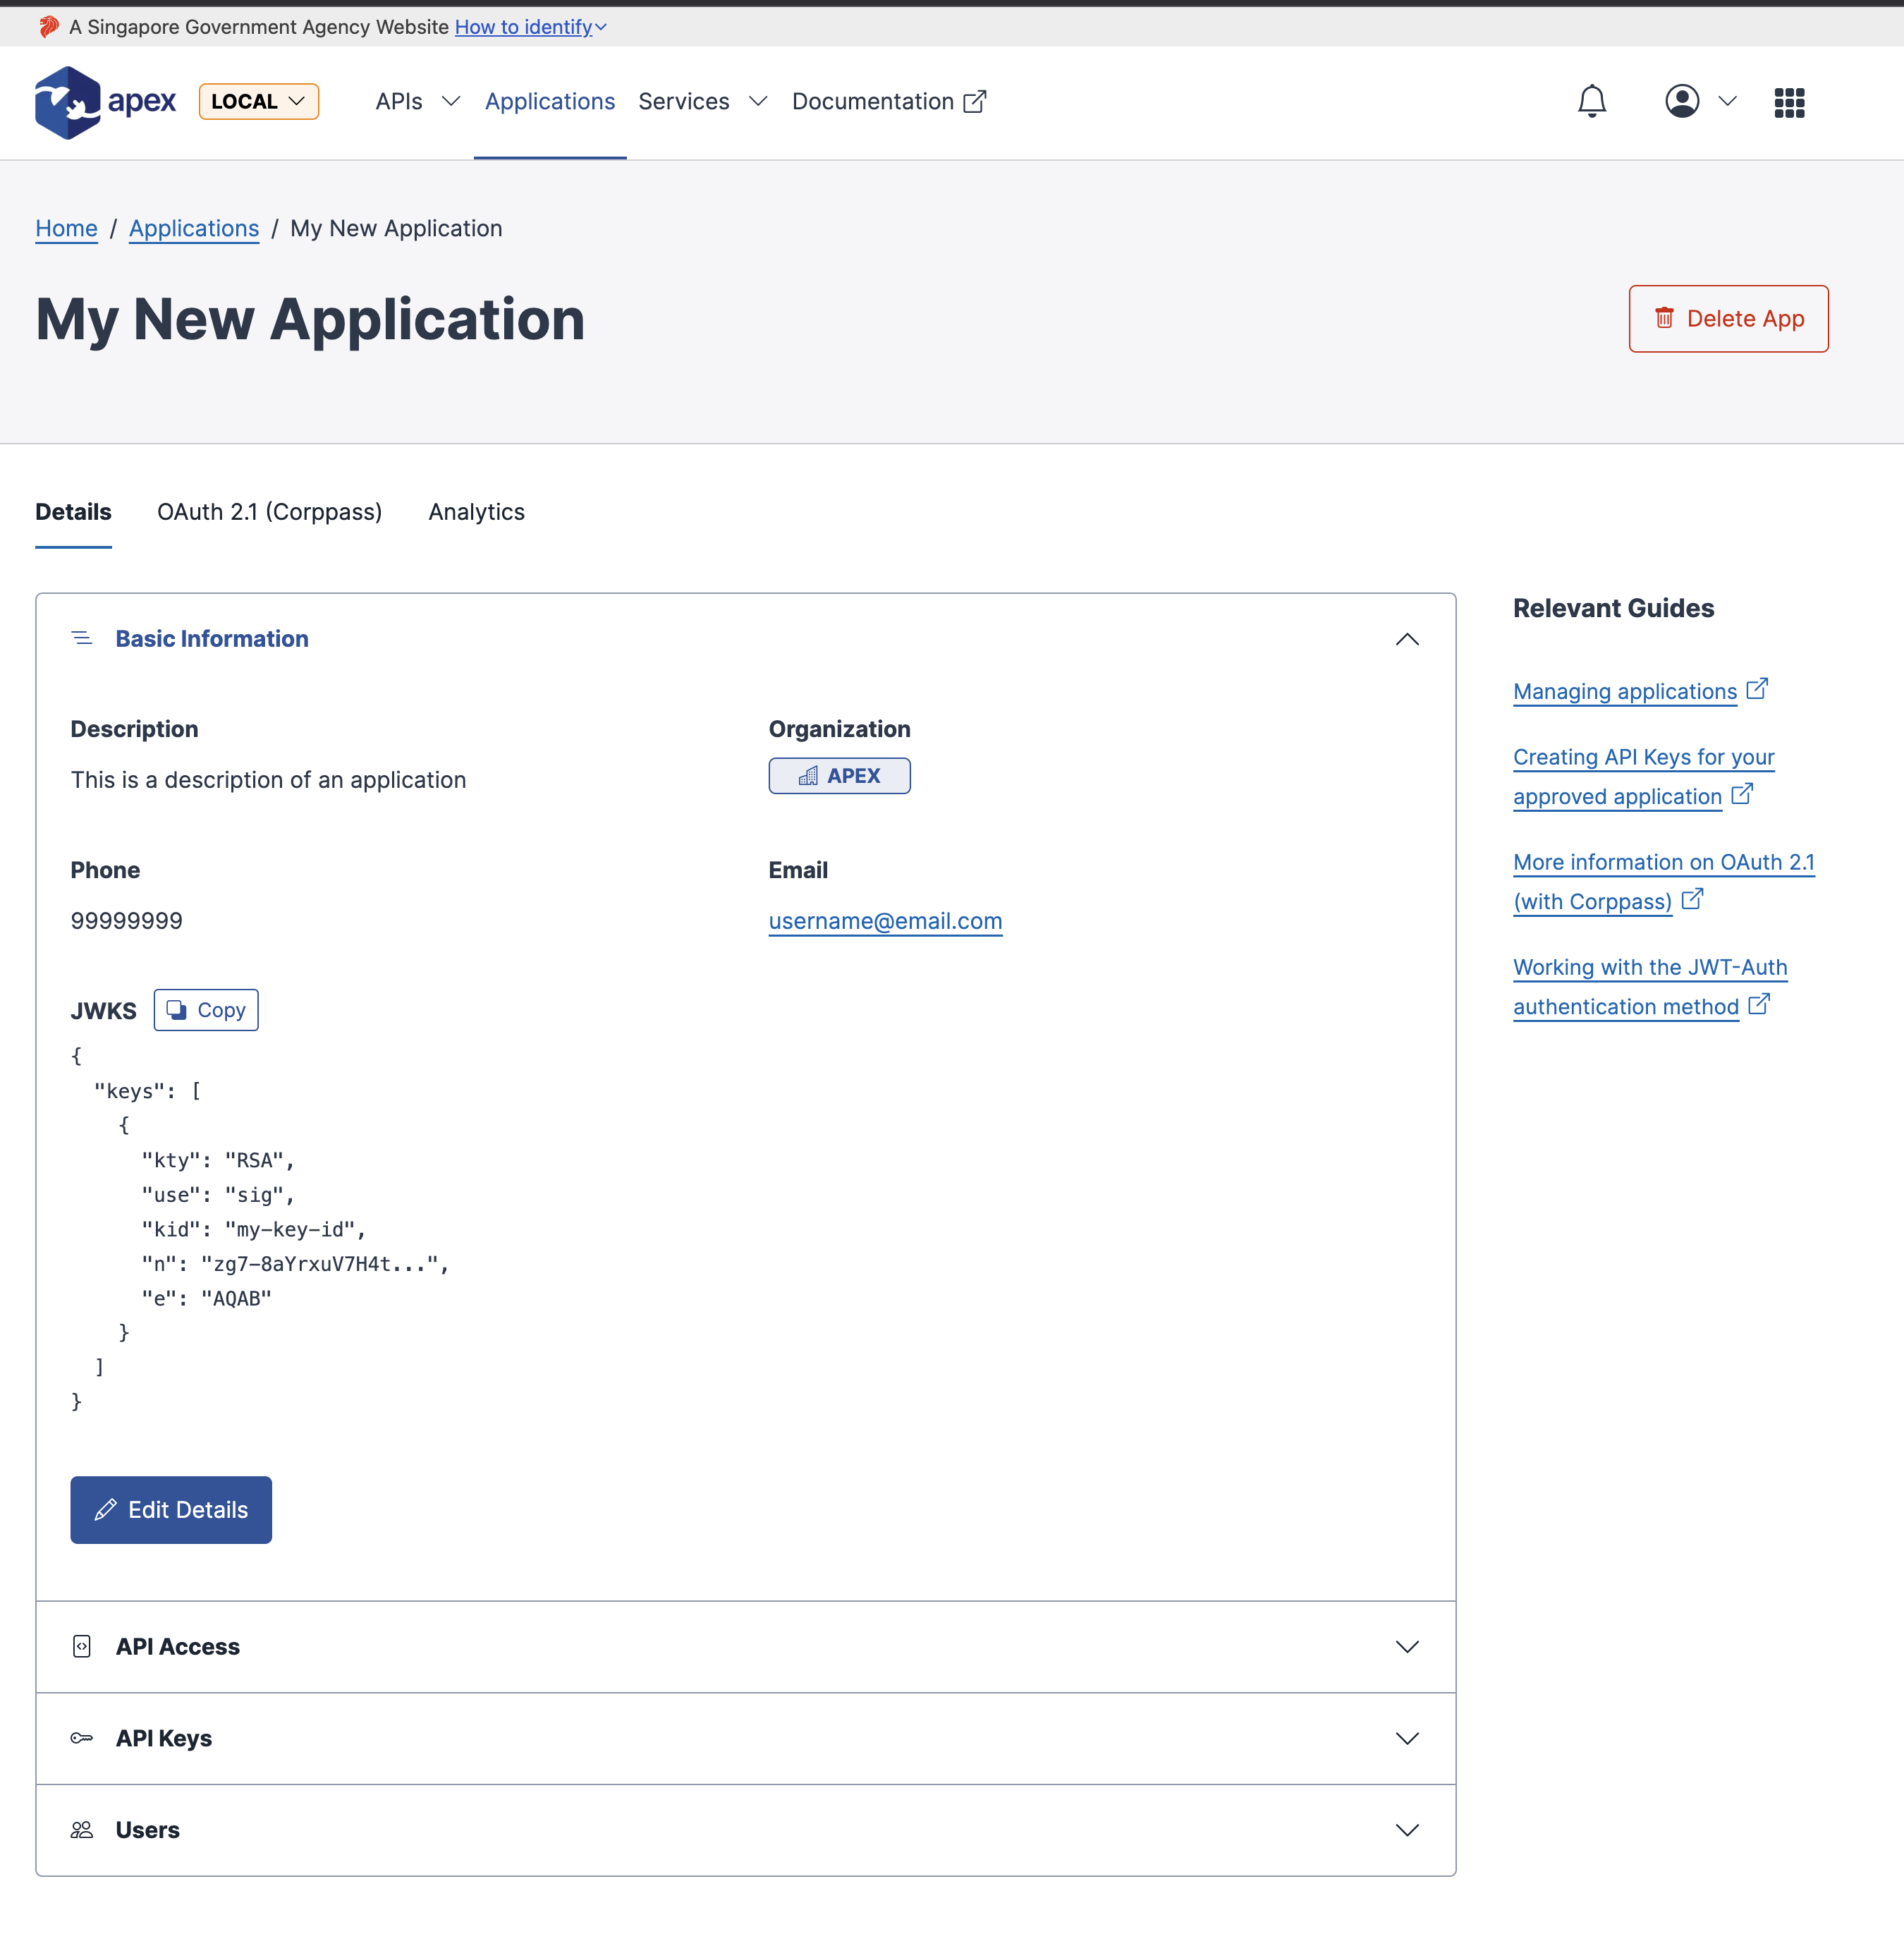 A Singapore Government Agency Website How to identify
apex LOCAL APIs Applications Services Documentation
Home / Applications / My New Application
My New Application
Delete App
Details OAuth 2.1 (Corppass) Analytics
Basic Information
Description
This is a description of an application
Organization
APEX
Phone
99999999
Email
username@email.com
JWKS Copy
{
"keys": [
{
"kty": "RSA",
"use": "sig",
"kid": "my-key-id",
"n": "zg7-8aYrxuV7H4t...",
"e": "AQAB"
}
]
}
Edit Details
API Access
API Keys
Users
Relevant Guides
Managing applications
Creating API Keys for your
approved application
More information on OAuth 2.1
(with Corppass)
Working with the JWT-Auth
authentication method